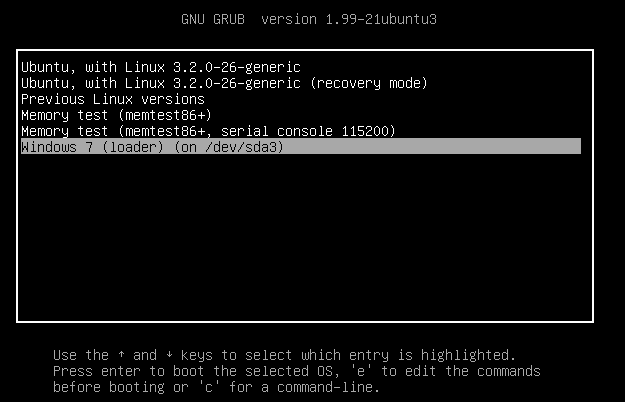 GNU GRUB  version 1.99-21ubuntu3
Ubuntu, with Linux 3.2.0-26-generic
Ubuntu, with Linux 3.2.0-26-generic (recovery mode)
Previous Linux versions
Memory test (memtest86+)
Memory test (memtest86+, serial console 115200)
Windows 7 (loader) (on /dev/sda3)
Use the ↑ and ↓ keys to select which entry is highlighted.
Press enter to boot the selected OS, 'e' to edit the commands
before booting or 'c' for a command-line.